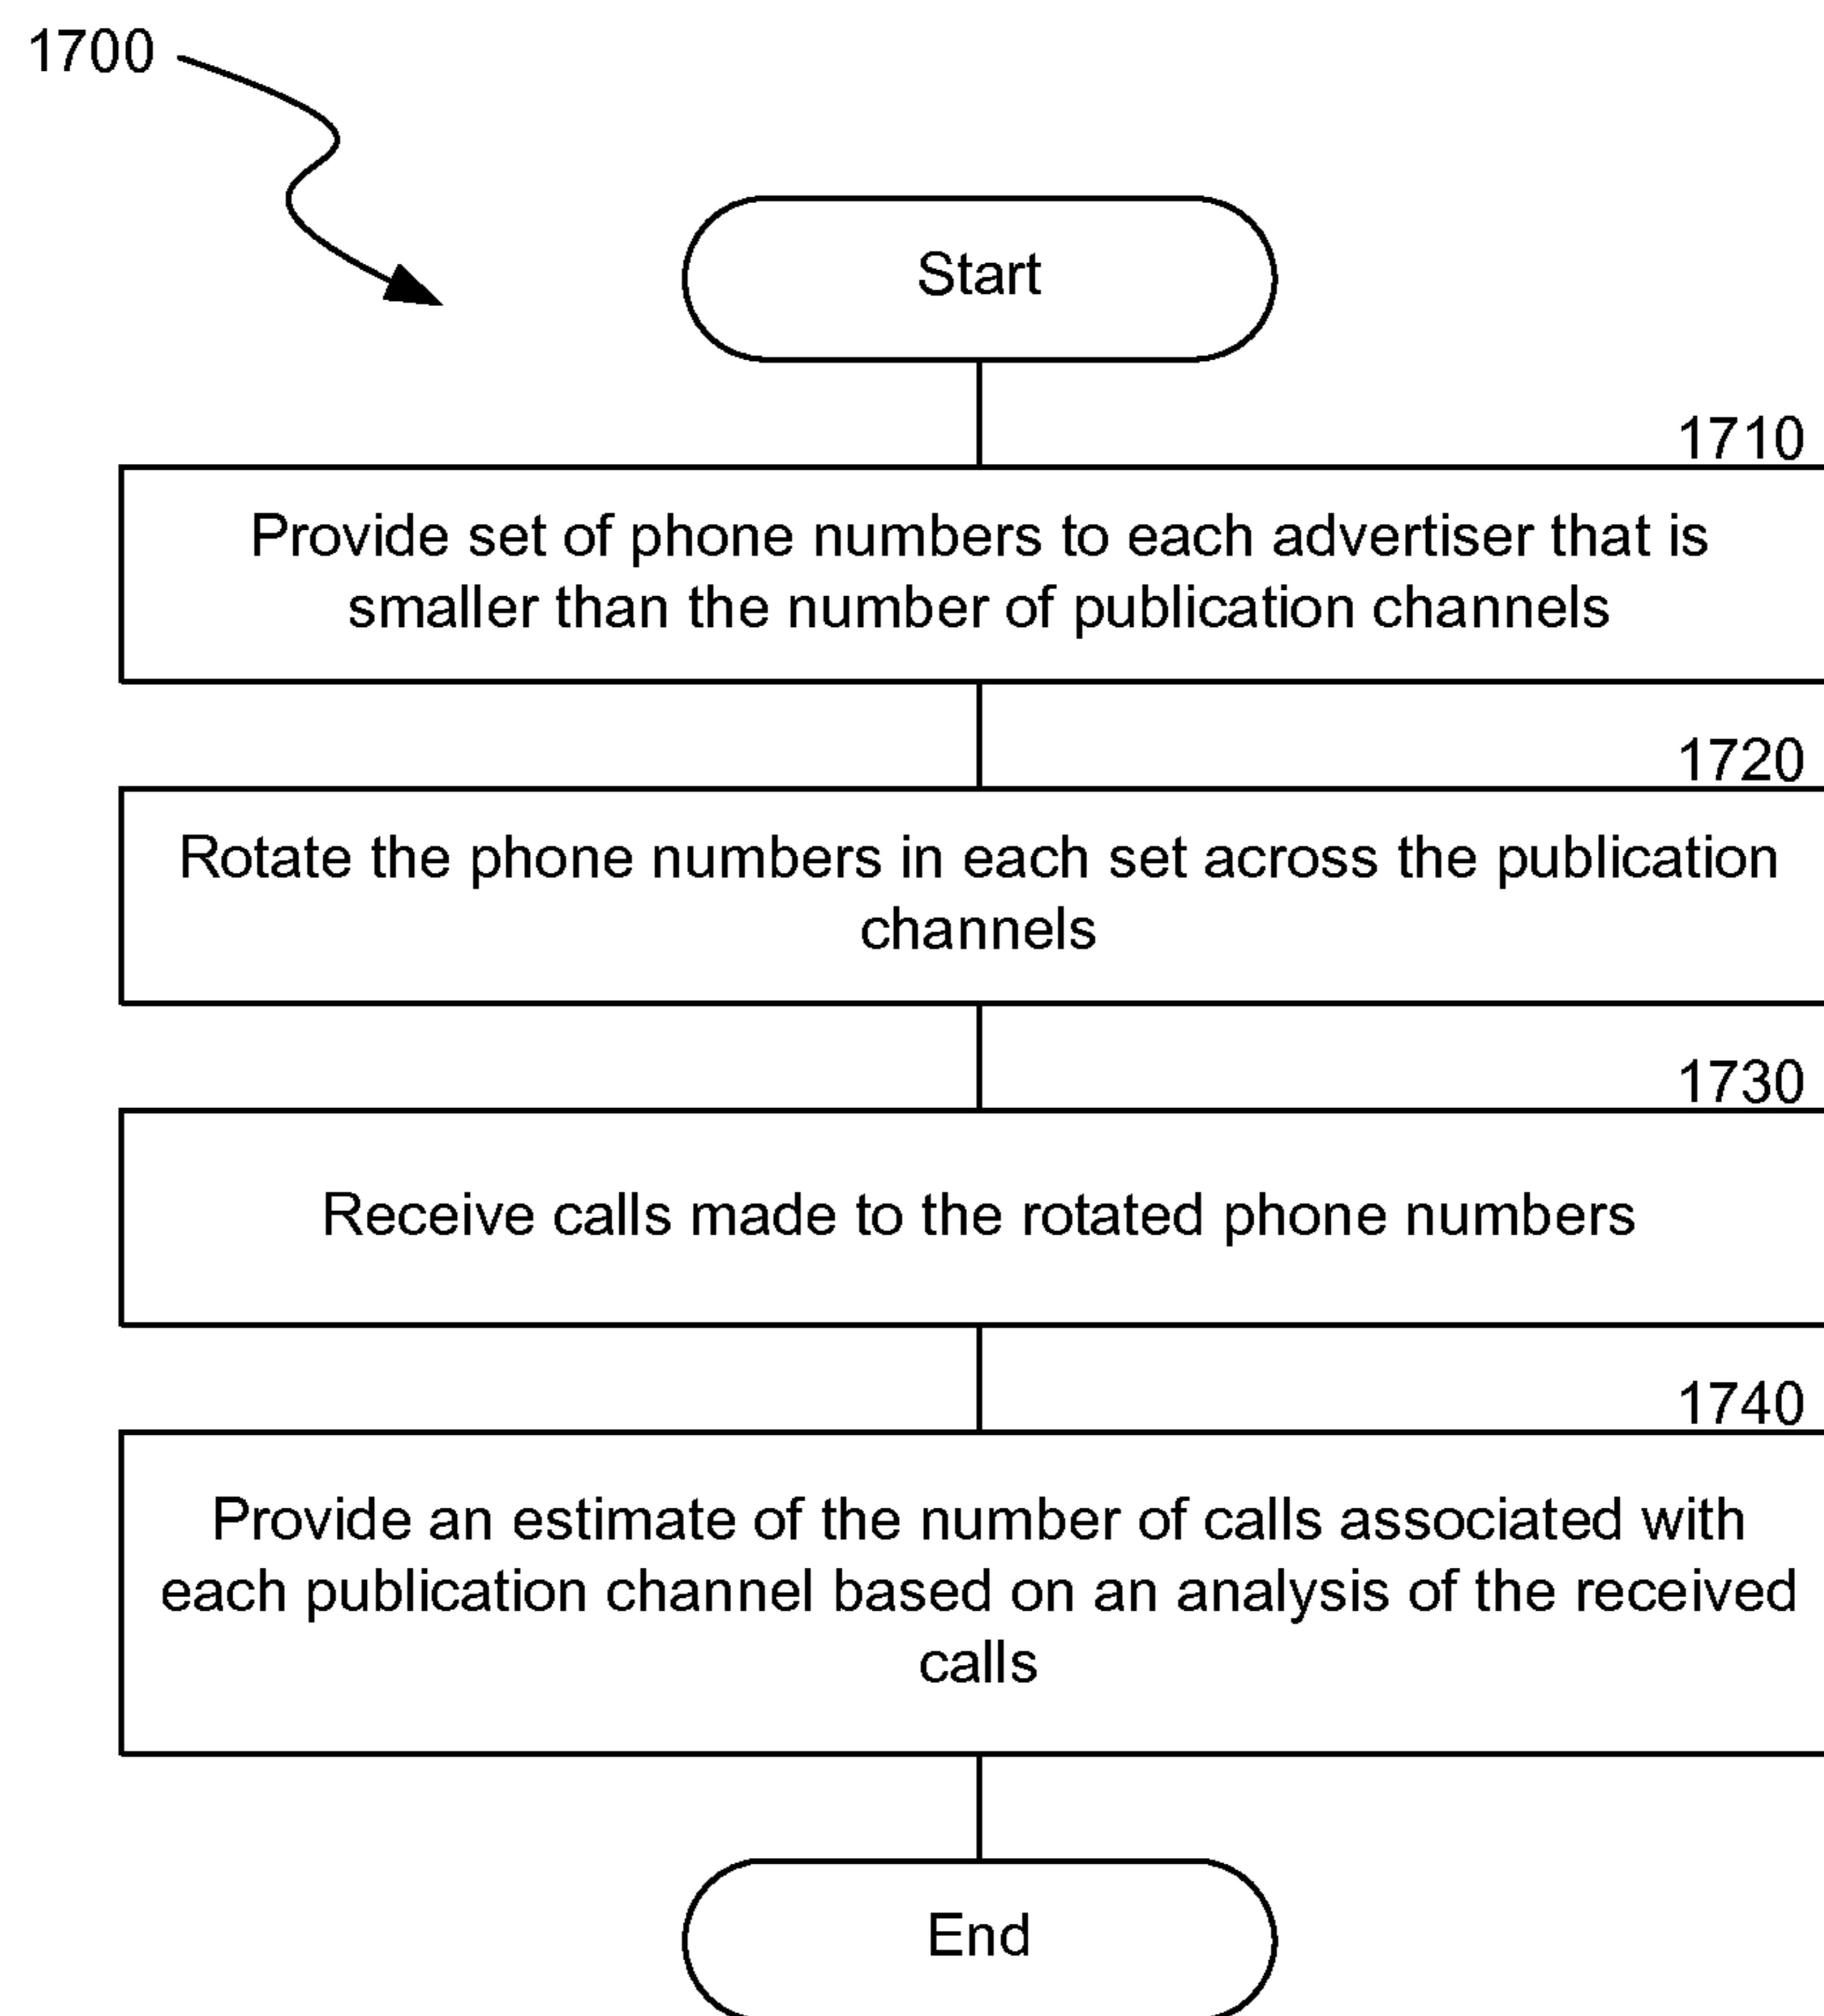 1700
Start
1710
Provide set of phone numbers to each advertiser that is
smaller than the number of publication channels
1720
Rotate the phone numbers in each set across the publication
channels
1730
Receive calls made to the rotated phone numbers
1740
Provide an estimate of the number of calls associated with
each publication channel based on an analysis of the received
calls
End